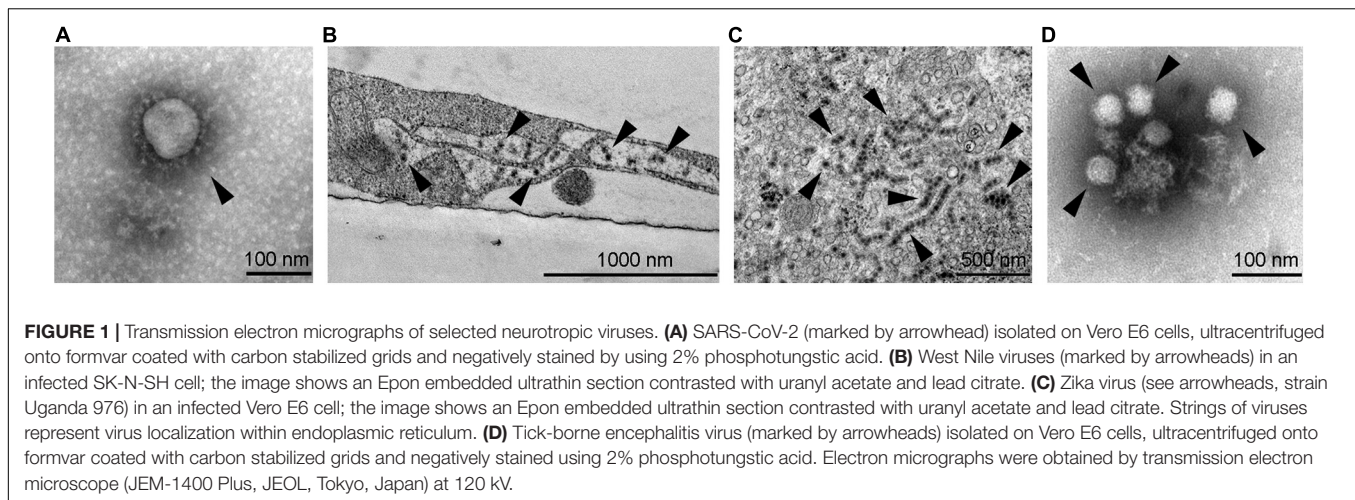 A
B
C
D
100 nm
1000 nm
500 nm
100 nm
FIGURE 1 | Transmission electron micrographs of selected neurotropic viruses. (A) SARS-CoV-2 (marked by arrowhead) isolated on Vero E6 cells, ultracentrifuged
onto formvar coated with carbon stabilized grids and negatively stained by using 2% phosphotungstic acid. (B) West Nile viruses (marked by arrowheads) in an
infected SK-N-SH cell; the image shows an Epon embedded ultrathin section contrasted with uranyl acetate and lead citrate. (C) Zika virus (see arrowheads, strain
Uganda 976) in an infected Vero E6 cell; the image shows an Epon embedded ultrathin section contrasted with uranyl acetate and lead citrate. Strings of viruses
represent virus localization within endoplasmic reticulum. (D) Tick-borne encephalitis virus (marked by arrowheads) isolated on Vero E6 cells, ultracentrifuged onto
formvar coated with carbon stabilized grids and negatively stained using 2% phosphotungstic acid. Electron micrographs were obtained by transmission electron
microscope (JEM-1400 Plus, JEOL, Tokyo, Japan) at 120 kV.